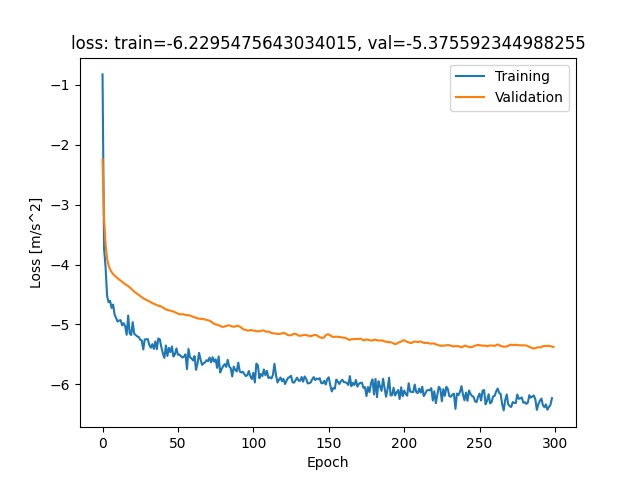 loss: train=-6.2295475643034015, val=-5.375592344988255
Training
Validation
−1
−2
−3
−4
−5
−6
Loss [m/s^2]
0
50
100
150
200
250
300
Epoch